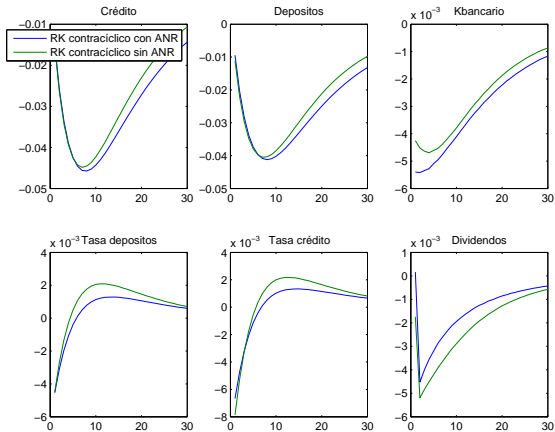 Crédito
Depositos
Kbancario
RK contracíclico con ANR
RK contracíclico sin ANR
−0.01
−0.02
−0.03
−0.04
−0.05
0 10 20 30
0
−0.01
−0.02
−0.03
−0.04
−0.05
0 10 20 30
x 10−3
0
−1
−2
−3
−4
−5
−6
0 10 20 30
x 10−3 Tasa depositos
4
2
0
−2
−4
−6
0 10 20 30
x 10−3 Tasa crédito
4
2
0
−2
−4
−6
−8
0 10 20 30
x 10−3 Dividendos
1
0
−1
−2
−3
−4
−5
−6
0 10 20 30